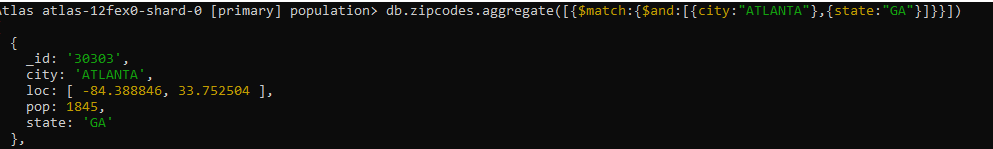 Atlas atlas-12fex0-shard-0 [primary] population> db.zipcodes.aggregate([{$match:{$and:[{city:"ATLANTA"},{state:"GA"}]}}])
{
_id: '30303',
city: 'ATLANTA',
loc: [ -84.388846, 33.752504 ],
pop: 1845,
state: 'GA'
},